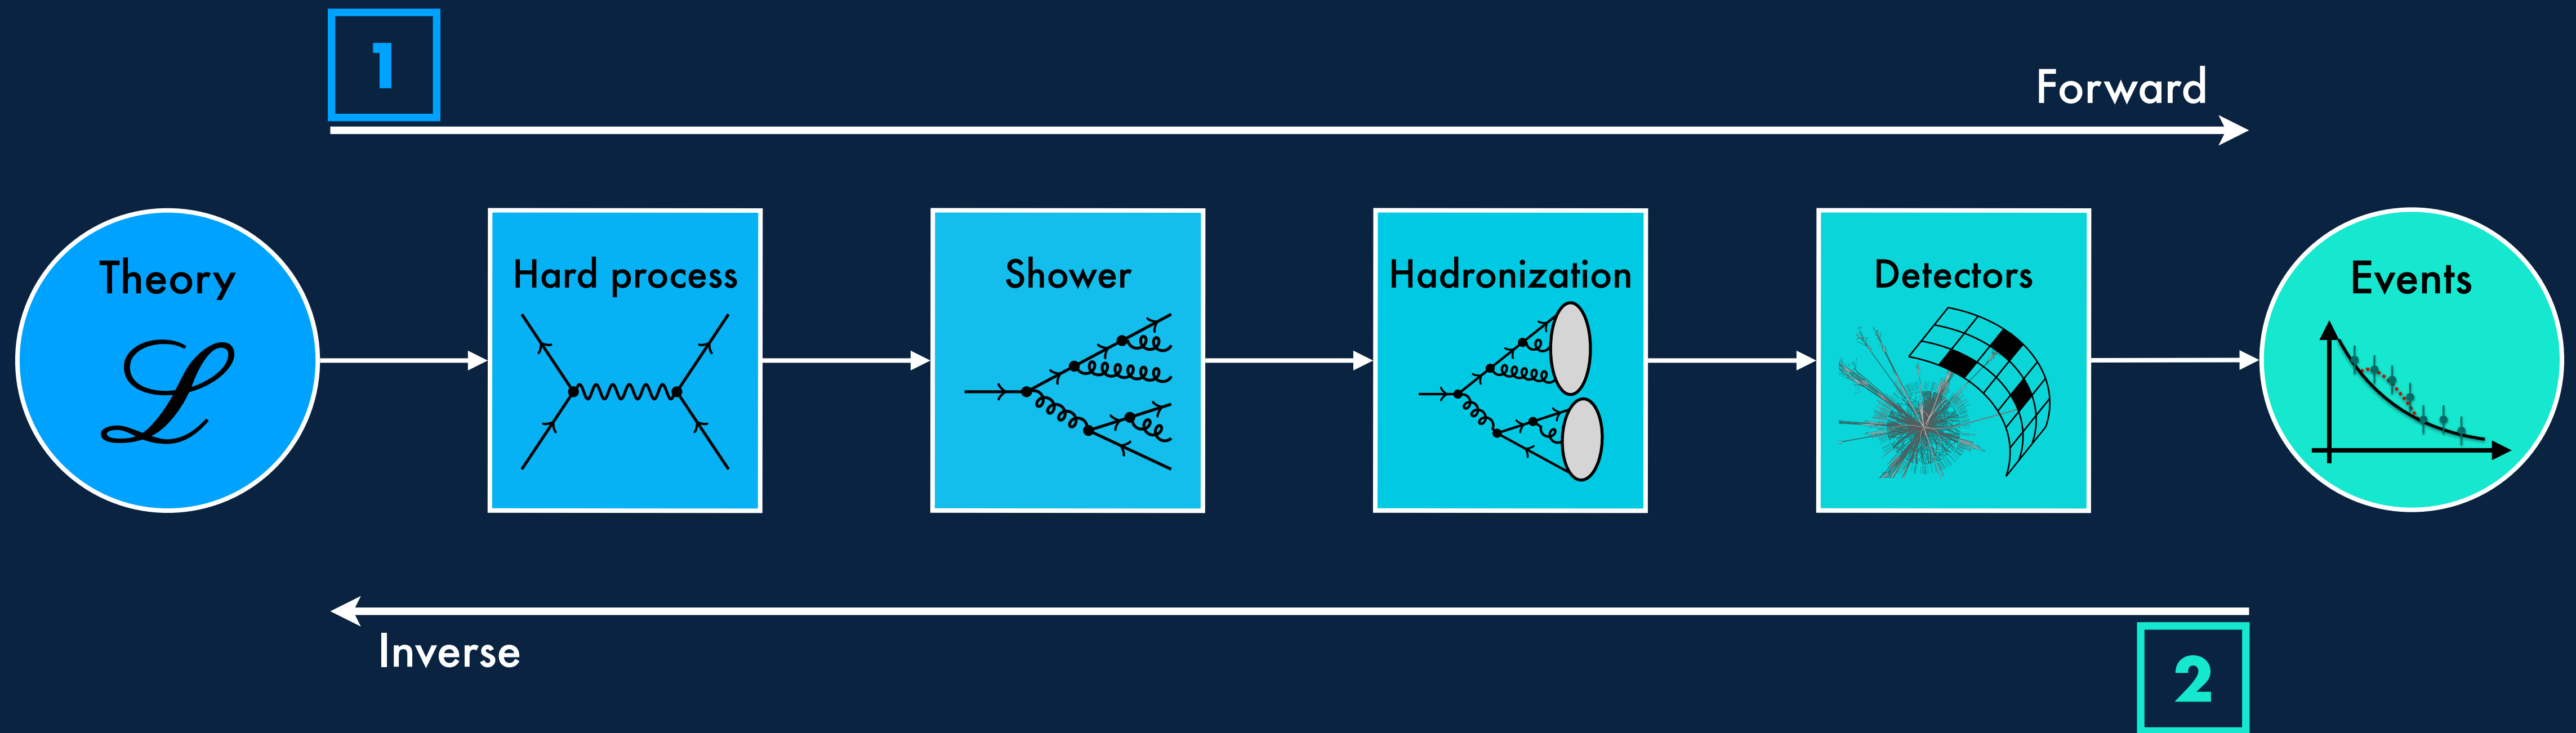 1
Forward
Theory
ℒ
Hard process
Shower
Hadronization
Detectors
Events
Inverse
2